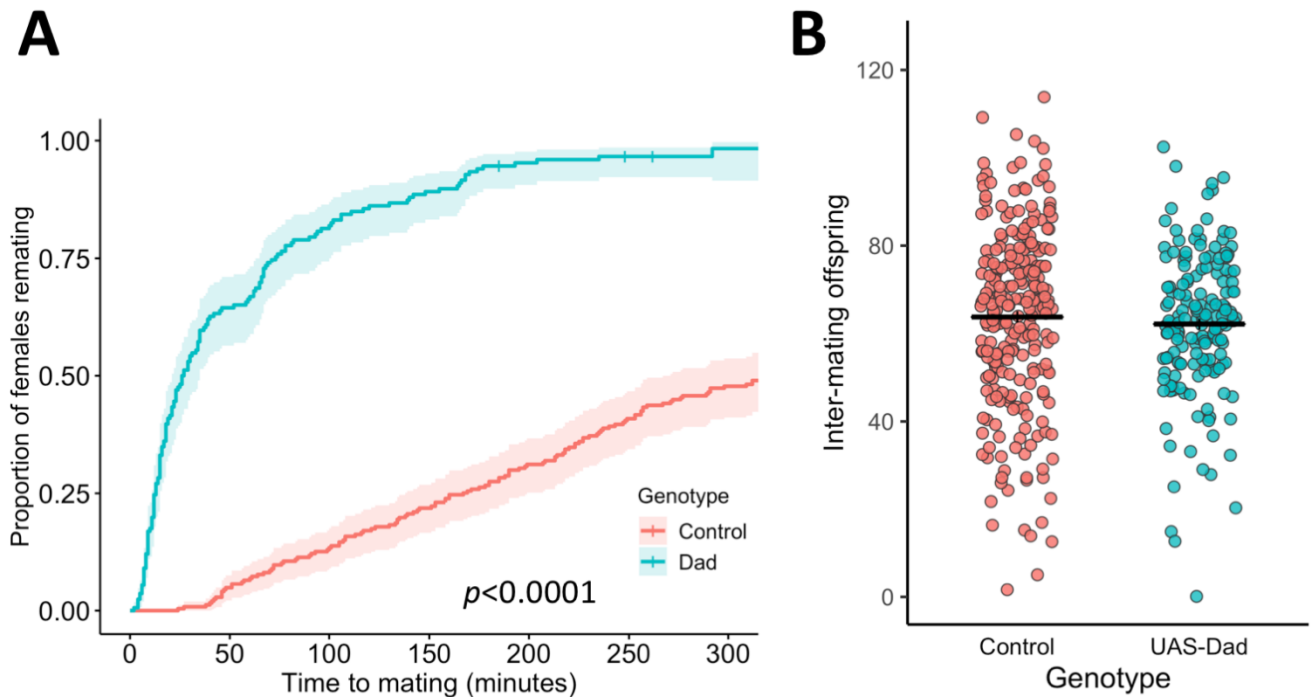 A
Proportion of females remating
1.00
0.75
0.50
0.25
0.00
0 50 100 150 200 250 300
Time to mating (minutes)
Genotype
Control
Dad
p<0.0001
B
Inter-mating offspring
120
80
40
0
Control UAS-Dad
Genotype